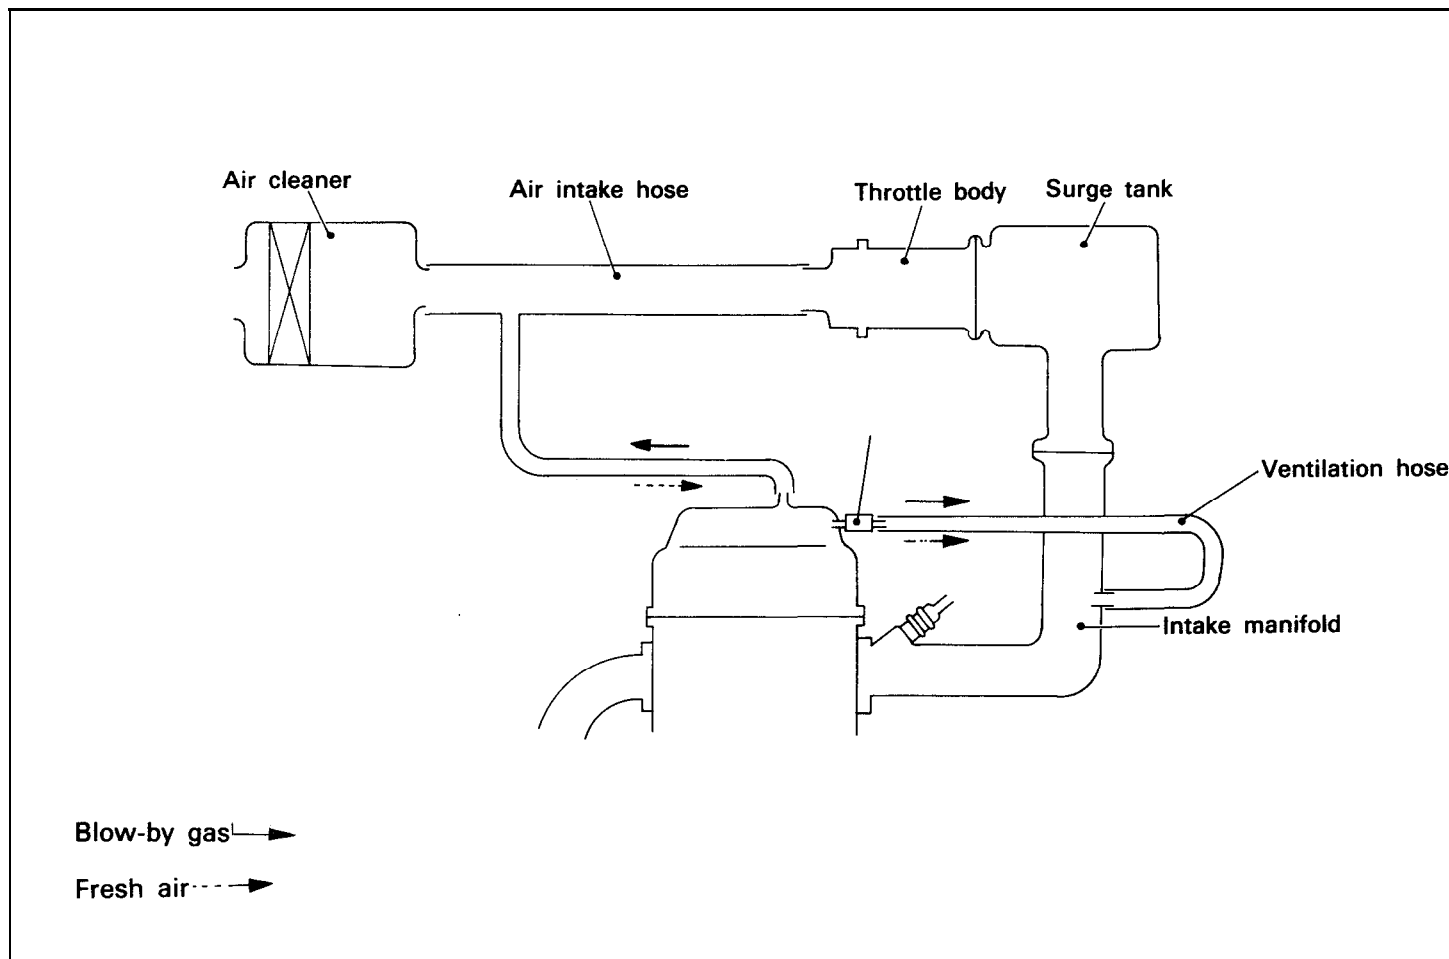 Air cleaner
Air intake hose
Throttle body
Surge tank
Ventilation hose
Intake manifold
Blow-by gas
Fresh air